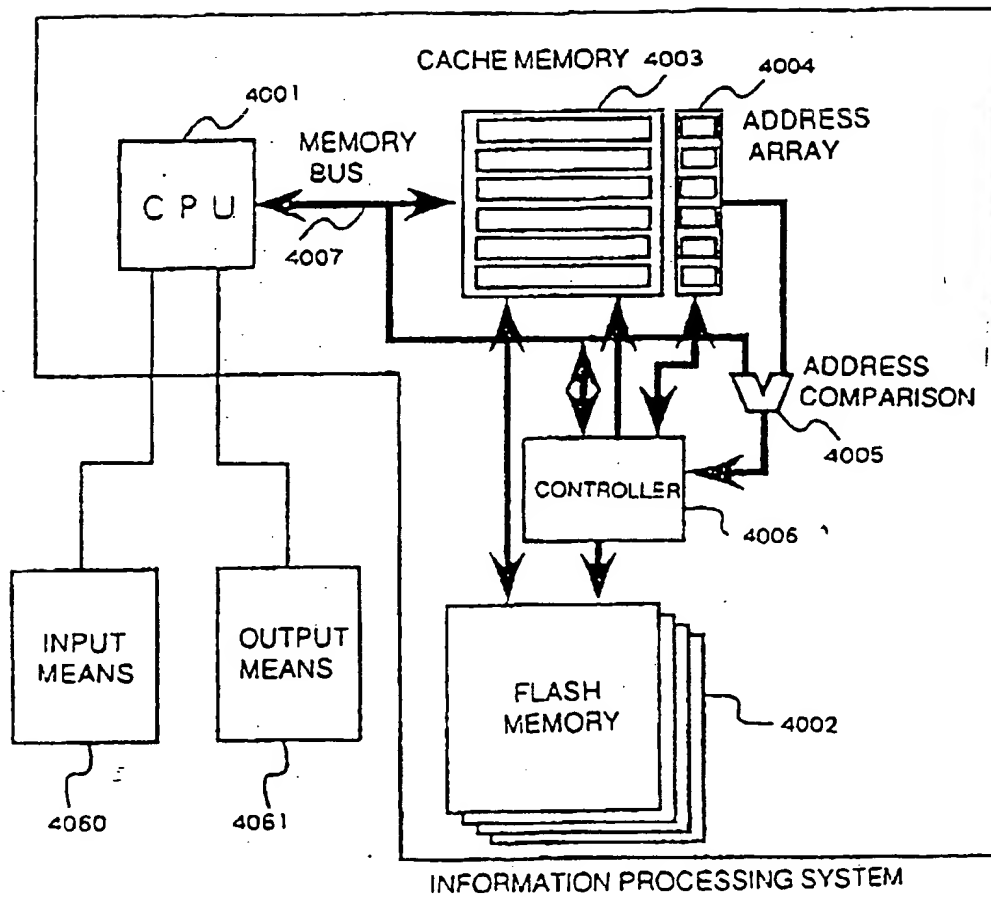 CACHE MEMORY
4003
4004
4001
MEMORY
BUS
ADDRESS
ARRAY
CPU
4007
ADDRESS
COMPARISON
4005
CONTROLLER
4006
INPUT
MEANS
OUTPUT
MEANS
FLASH
MEMORY
4002
4060
4061
INFORMATION PROCESSING SYSTEM